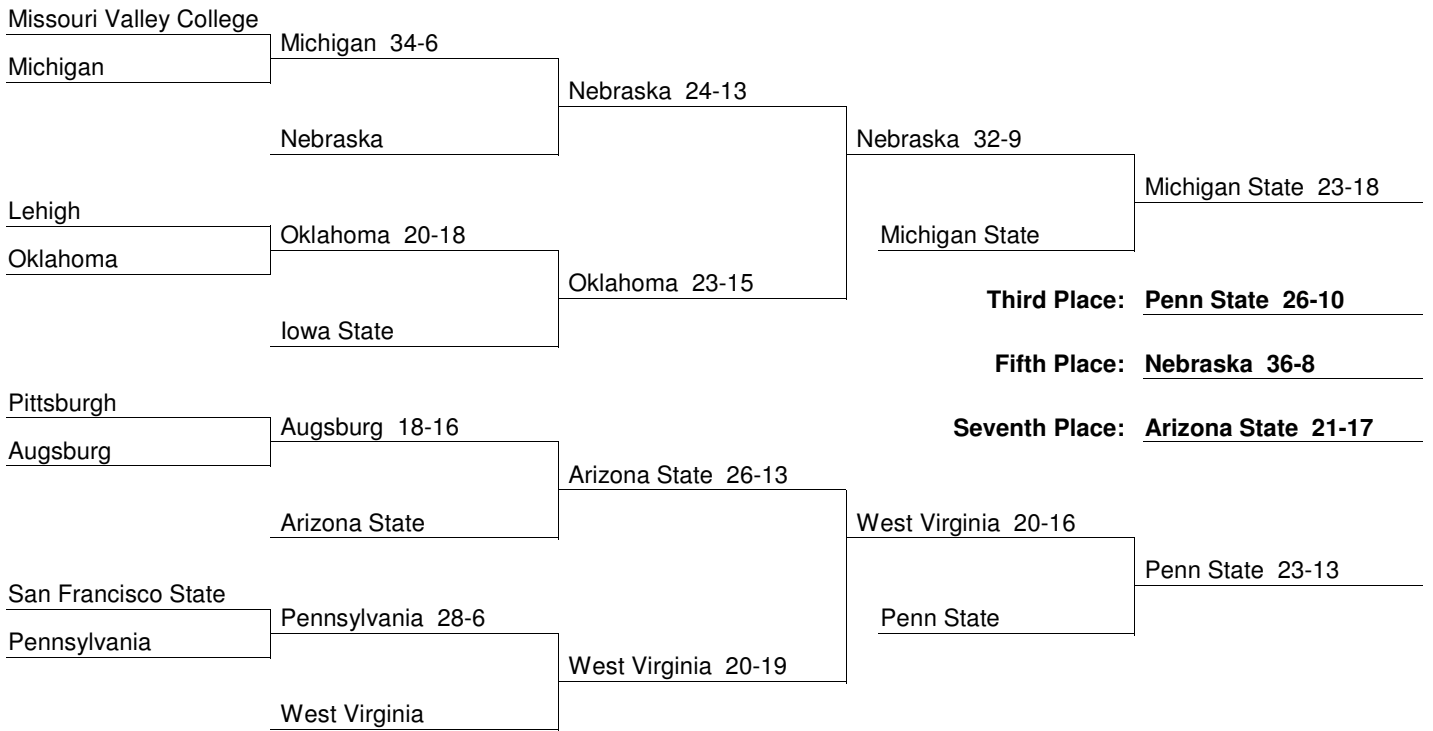 Missouri Valley College
Michigan 34-6
Michigan
Nebraska 24-13
Nebraska
Nebraska 32-9
Michigan State 23-18
Lehigh
Oklahoma 20-18
Michigan State
Oklahoma
Oklahoma 23-15
Third Place: Penn State 26-10
Iowa State
Fifth Place: Nebraska 36-8
Pittsburgh
Augsburg 18-16
Seventh Place: Arizona State 21-17
Augsburg
Arizona State 26-13
Arizona State
West Virginia 20-16
Penn State 23-13
San Francisco State
Pennsylvania 28-6
Penn State
Pennsylvania
West Virginia 20-19
West Virginia